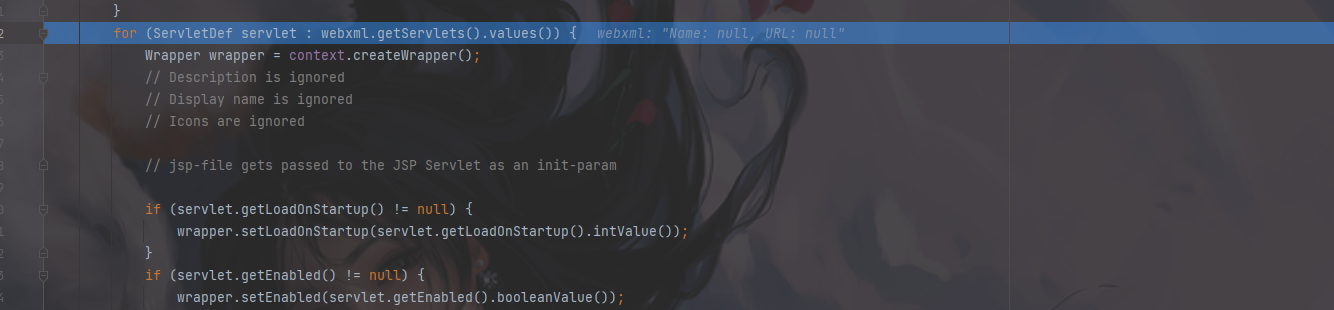 }
for (ServletDef servlet : webxml.getServlets().values()) { webxml: "Name: null, URL: null"
Wrapper wrapper = context.createWrapper();
// Description is ignored
// Display name is ignored
// Icons are ignored
// jsp-file gets passed to the JSP Servlet as an init-param
if (servlet.getLoadOnStartup() != null) {
wrapper.setLoadOnStartup(servlet.getLoadOnStartup().intValue());
}
if (servlet.getEnabled() != null) {
wrapper.setEnabled(servlet.getEnabled().booleanValue());